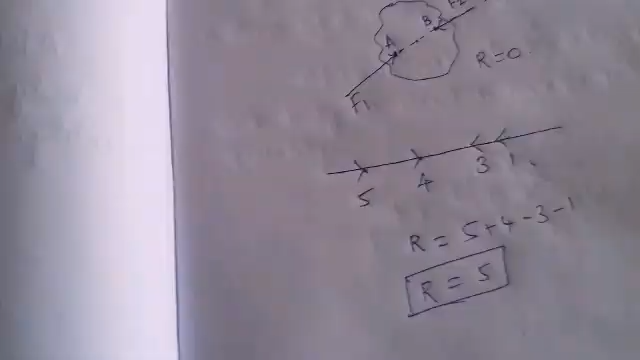 F2
B
A
R = 0
F1
5 4 3 1
R = 5+4-3-1
R = 5